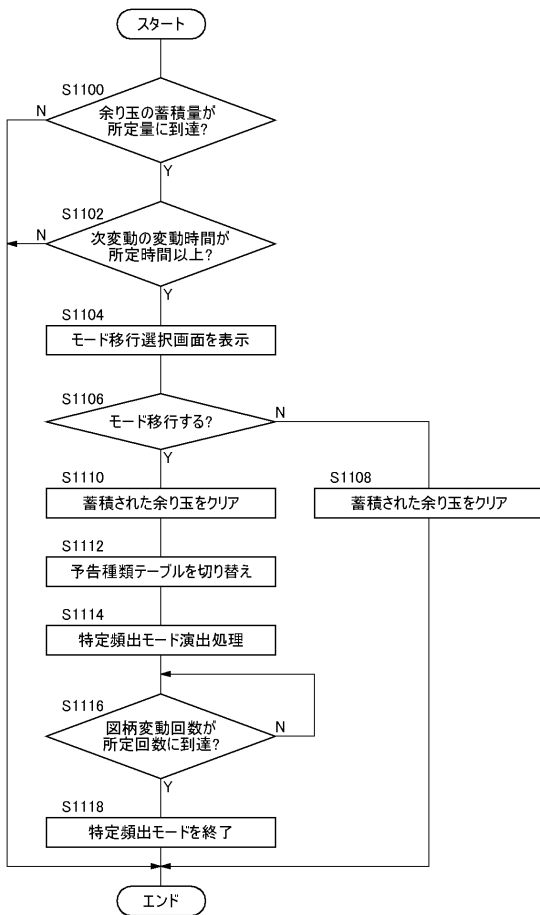 スタート
S1100
余り玉の蓄積量が
所定量に到達?
N
Y
S1102
次変動の変動時間が
所定時間以上?
N
Y
S1104
モード移行選択画面を表示
S1106
モード移行する?
N
Y
S1110
蓄積された余り玉をクリア
S1108
蓄積された余り玉をクリア
S1112
予告種類テーブルを切り替え
S1114
特定頻出モード演出処理
S1116
図柄変動回数が
所定回数に到達?
N
Y
S1118
特定頻出モードを終了
エンド